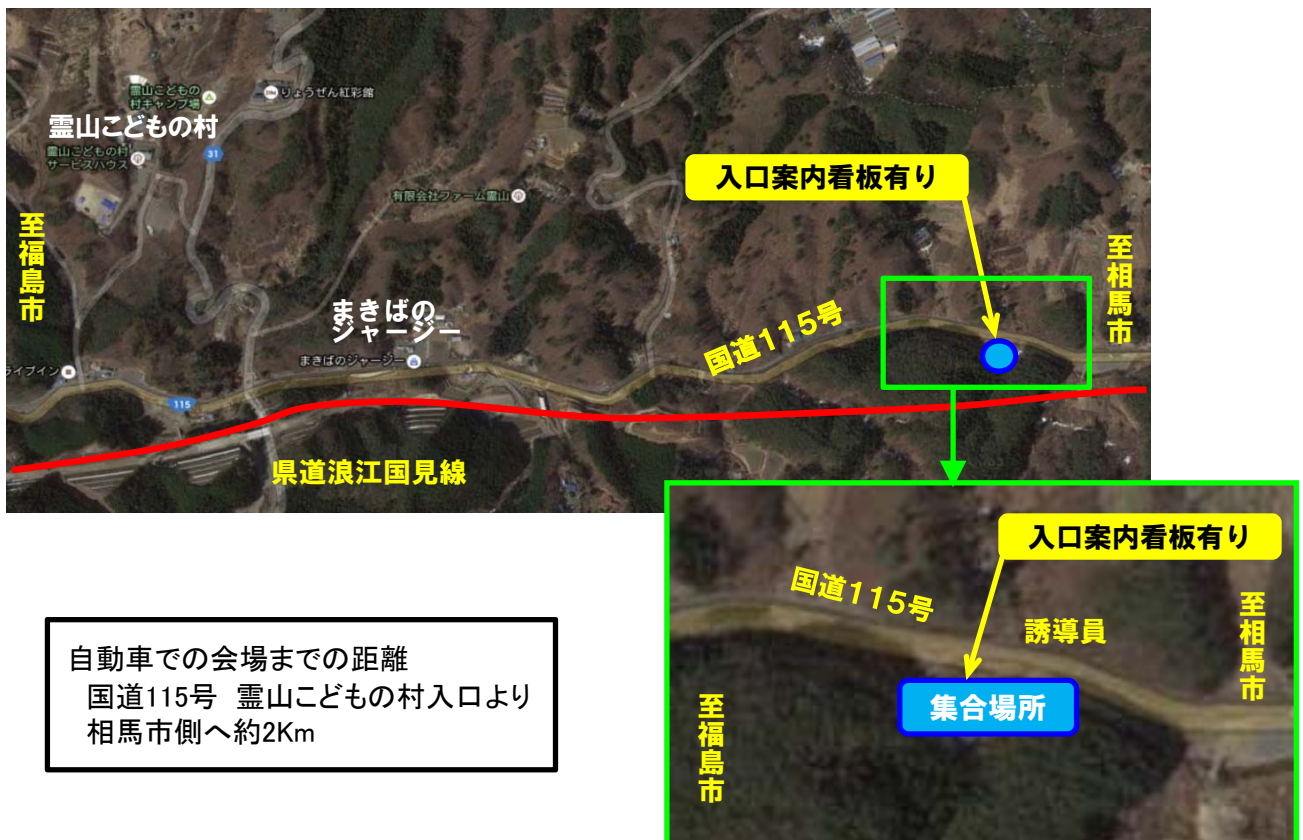 霊山こどもの
村キャンプ場
りょうぜん紅彩館
霊山こどもの村
霊山こどもの村
サービスハウス
31
入口案内看板有り
有限会社ファーム霊山
至福島市
至相馬市
まきばの
ジャージー
国道115号
まきばのジャージー
ライブイン
115
県道浪江国見線
入口案内看板有り
国道115号
誘導員
至相馬市
集合場所
至福島市
自動車での会場までの距離
国道115号 霊山こどもの村入口より
相馬市側へ約2Km